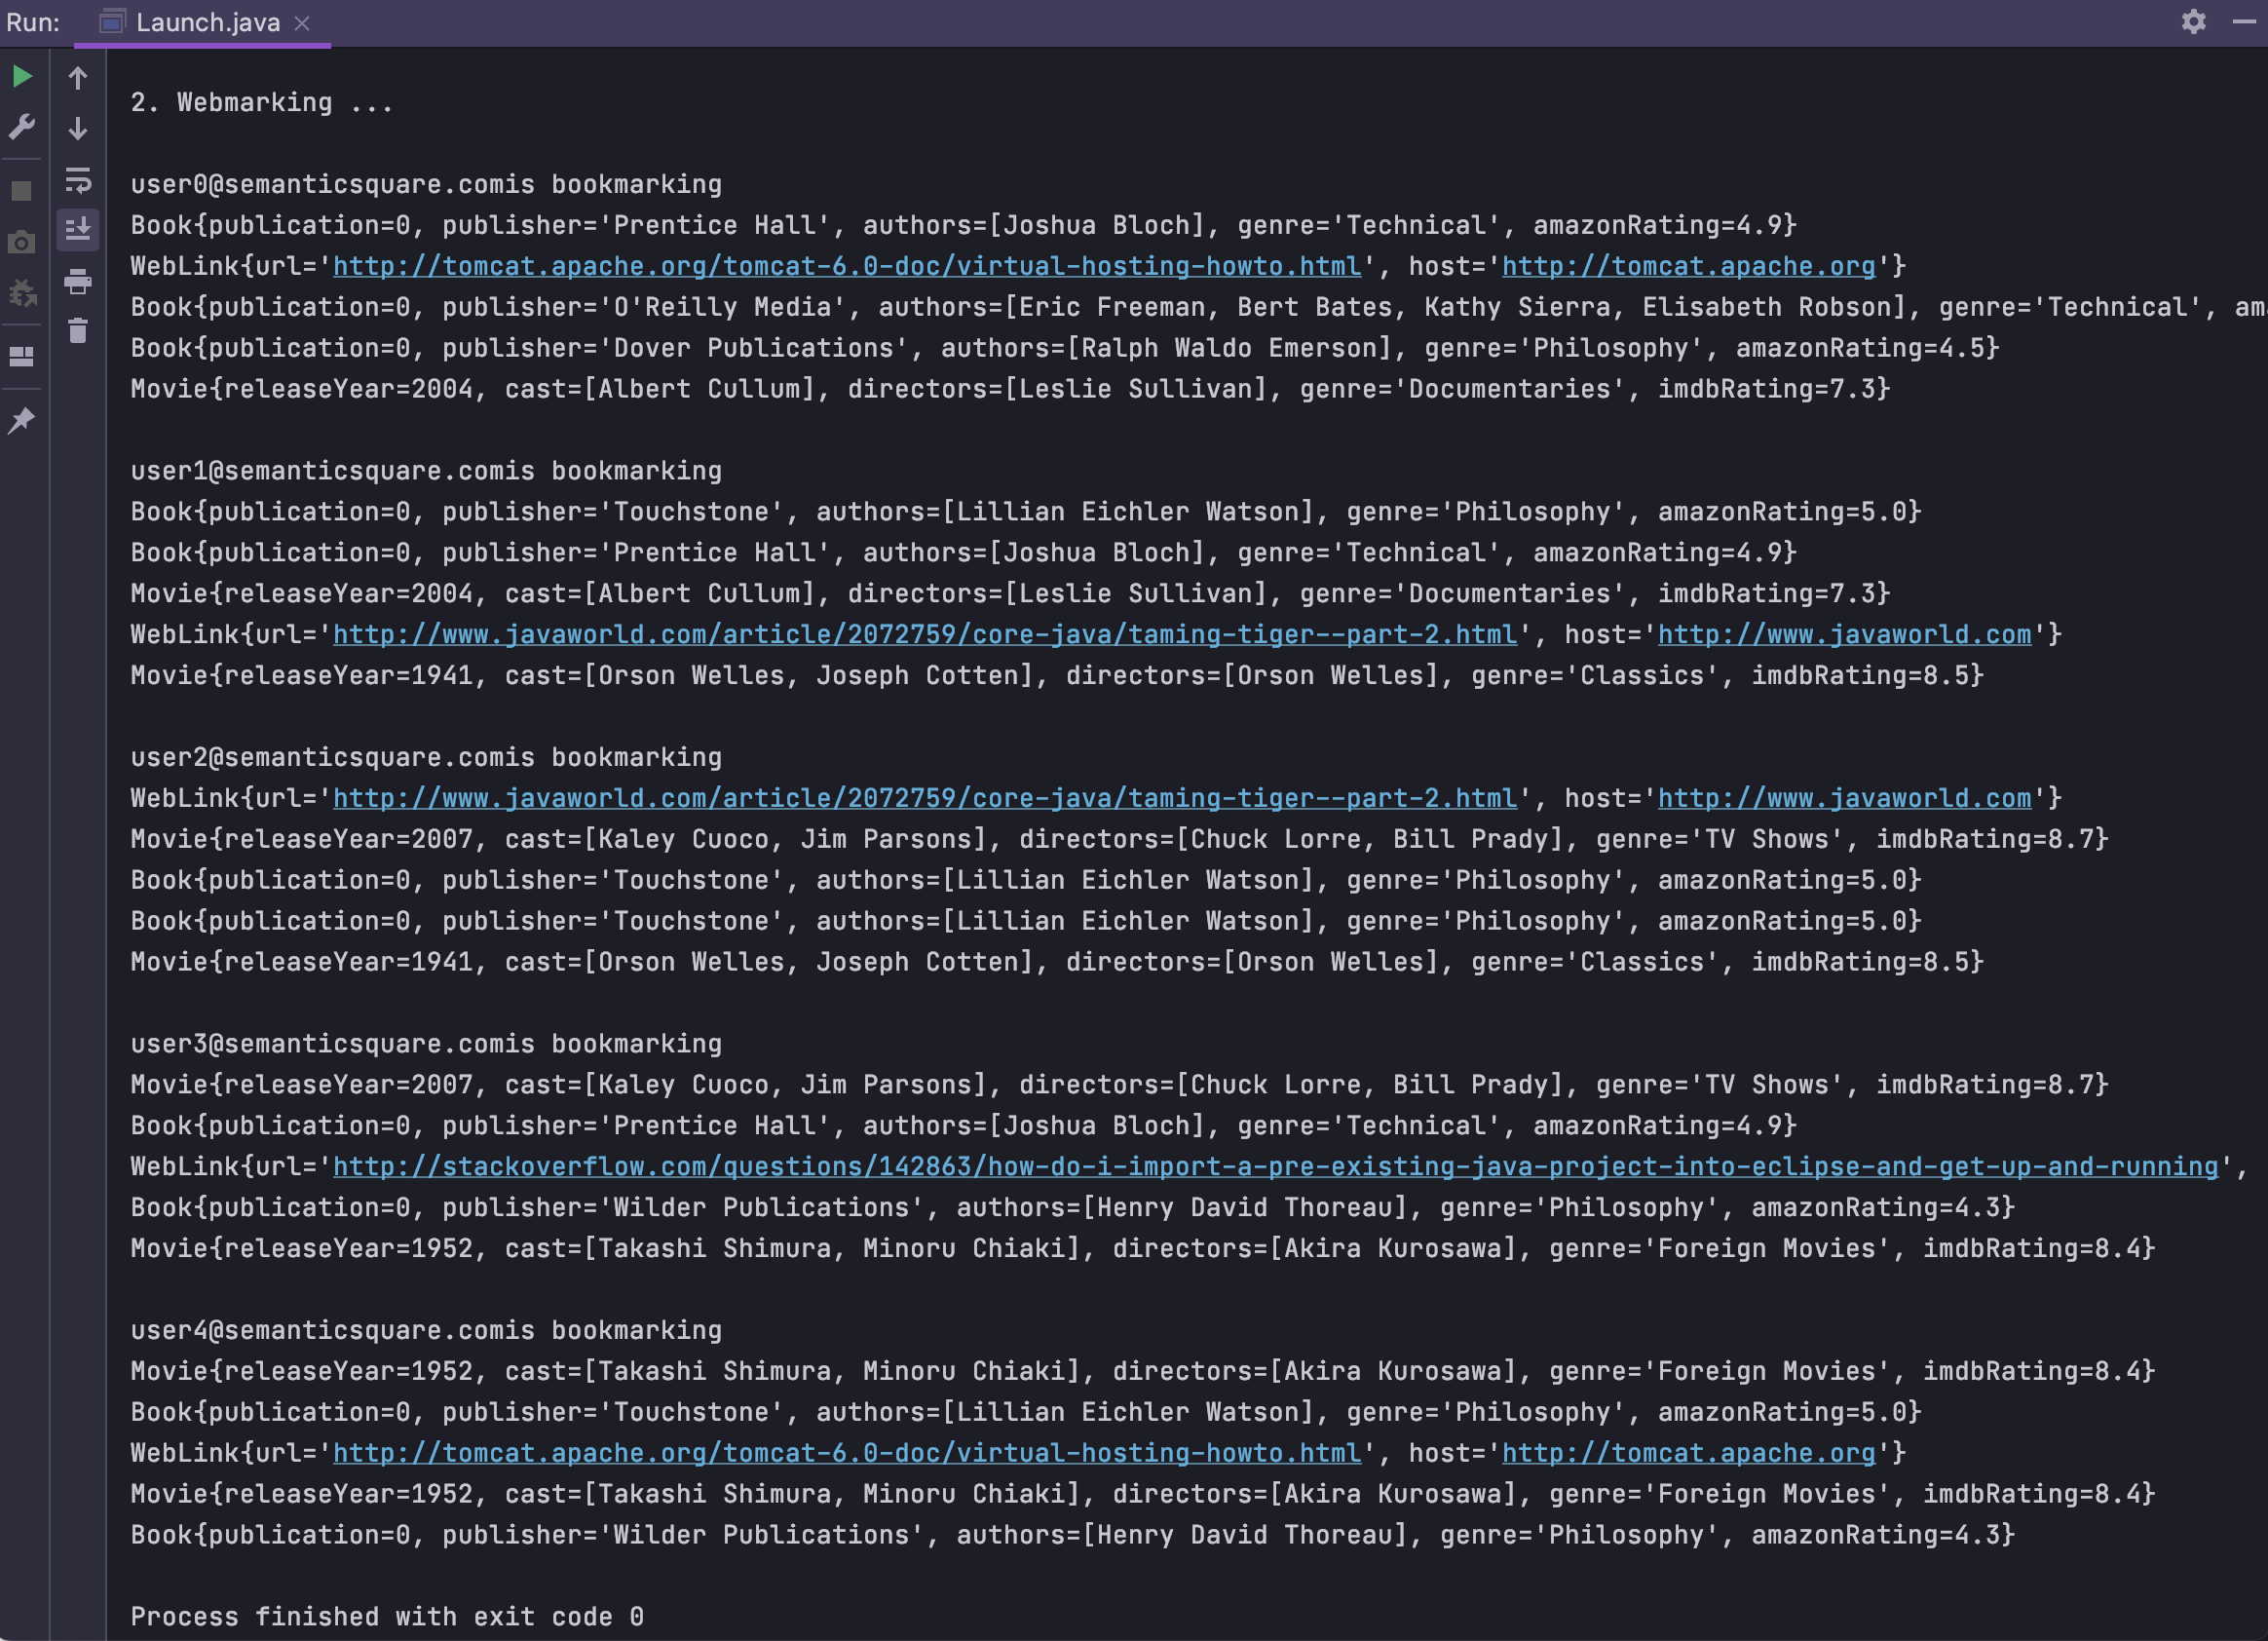 Run: Launch.java
2. Webmarking ...
user0@semanticsquare.comis bookmarking
Book{publication=0, publisher='Prentice Hall', authors=[Joshua Bloch], genre='Technical', amazonRating=4.9}
WebLink{url='http://tomcat.apache.org/tomcat-6.0-doc/virtual-hosting-howto.html', host='http://tomcat.apache.org'}
Book{publication=0, publisher='O'Reilly Media', authors=[Eric Freeman, Bert Bates, Kathy Sierra, Elisabeth Robson], genre='Technical',
Book{publication=0, publisher='Dover Publications', authors=[Ralph Waldo Emerson], genre='Philosophy', amazonRating=4.5}
Movie{releaseYear=2004, cast=[Albert Cullum], directors=[Leslie Sullivan], genre='Documentaries', imdbRating=7.3}
user1@semanticsquare.comis bookmarking
Book{publication=0, publisher='Touchstone', authors=[Lillian Eichler Watson], genre='Philosophy', amazonRating=5.0}
Book{publication=0, publisher='Prentice Hall', authors=[Joshua Bloch], genre='Technical', amazonRating=4.9}
Movie{releaseYear=2004, cast=[Albert Cullum], directors=[Leslie Sullivan], genre='Documentaries', imdbRating=7.3}
WebLink{url='http://www.javaworld.com/article/2072759/core-java/taming-tiger--part-2.html', host='http://www.javaworld.com'}
Movie{releaseYear=1941, cast=[Orson Welles, Joseph Cotten], directors=[Orson Welles], genre='Classics', imdbRating=8.5}
user2@semanticsquare.comis bookmarking
WebLink{url='http://www.javaworld.com/article/2072759/core-java/taming-tiger--part-2.html', host='http://www.javaworld.com'}
Movie{releaseYear=2007, cast=[Kaley Cuoco, Jim Parsons], directors=[Chuck Lorre, Bill Prady], genre='TV Shows', imdbRating=8.7}
Book{publication=0, publisher='Touchstone', authors=[Lillian Eichler Watson], genre='Philosophy', amazonRating=5.0}
Book{publication=0, publisher='Touchstone', authors=[Lillian Eichler Watson], genre='Philosophy', amazonRating=5.0}
Movie{releaseYear=1941, cast=[Orson Welles, Joseph Cotten], directors=[Orson Welles], genre='Classics', imdbRating=8.5}
user3@semanticsquare.comis bookmarking
Movie{releaseYear=2007, cast=[Kaley Cuoco, Jim Parsons], directors=[Chuck Lorre, Bill Prady], genre='TV Shows', imdbRating=8.7}
Book{publication=0, publisher='Prentice Hall', authors=[Joshua Bloch], genre='Technical', amazonRating=4.9}
WebLink{url='http://stackoverflow.com/questions/142863/how-do-i-import-a-pre-existing-java-project-into-eclipse-and-get-up-and-running',
Book{publication=0, publisher='Wilder Publications', authors=[Henry David Thoreau], genre='Philosophy', amazonRating=4.3}
Movie{releaseYear=1952, cast=[Takashi Shimura, Minoru Chiaki], directors=[Akira Kurosawa], genre='Foreign Movies', imdbRating=8.4}
user4@semanticsquare.comis bookmarking
Movie{releaseYear=1952, cast=[Takashi Shimura, Minoru Chiaki], directors=[Akira Kurosawa], genre='Foreign Movies', imdbRating=8.4}
Book{publication=0, publisher='Touchstone', authors=[Lillian Eichler Watson], genre='Philosophy', amazonRating=5.0}
WebLink{url='http://tomcat.apache.org/tomcat-6.0-doc/virtual-hosting-howto.html', host='http://tomcat.apache.org'}
Movie{releaseYear=1952, cast=[Takashi Shimura, Minoru Chiaki], directors=[Akira Kurosawa], genre='Foreign Movies', imdbRating=8.4}
Book{publication=0, publisher='Wilder Publications', authors=[Henry David Thoreau], genre='Philosophy', amazonRating=4.3}
Process finished with exit code 0